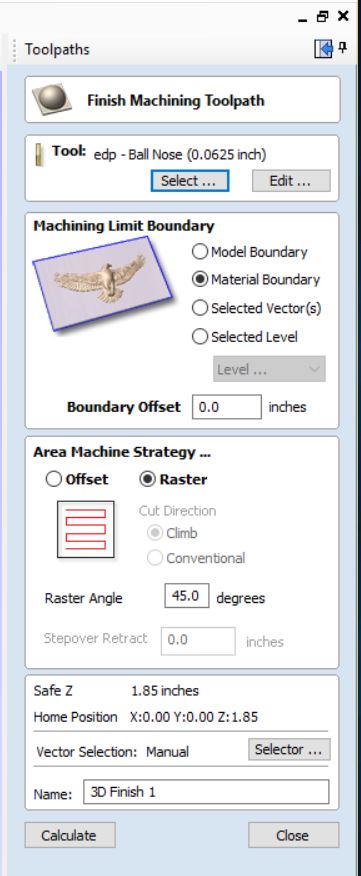 Toolpaths
Finish Machining Toolpath
Tool: edp - Ball Nose (0.0625 inch)
Select ... Edit ...
Machining Limit Boundary
Model Boundary
Material Boundary
Selected Vector(s)
Selected Level
Level ...
Boundary Offset 0.0 inches
Area Machine Strategy ...
Offset Raster
Cut Direction
Climb
Conventional
Raster Angle 45.0 degrees
Stepover Retract 0.0 inches
Safe Z 1.85 inches
Home Position X:0.00 Y:0.00 Z:1.85
Vector Selection: Manual Selector ...
Name: 3D Finish 1
Calculate Close